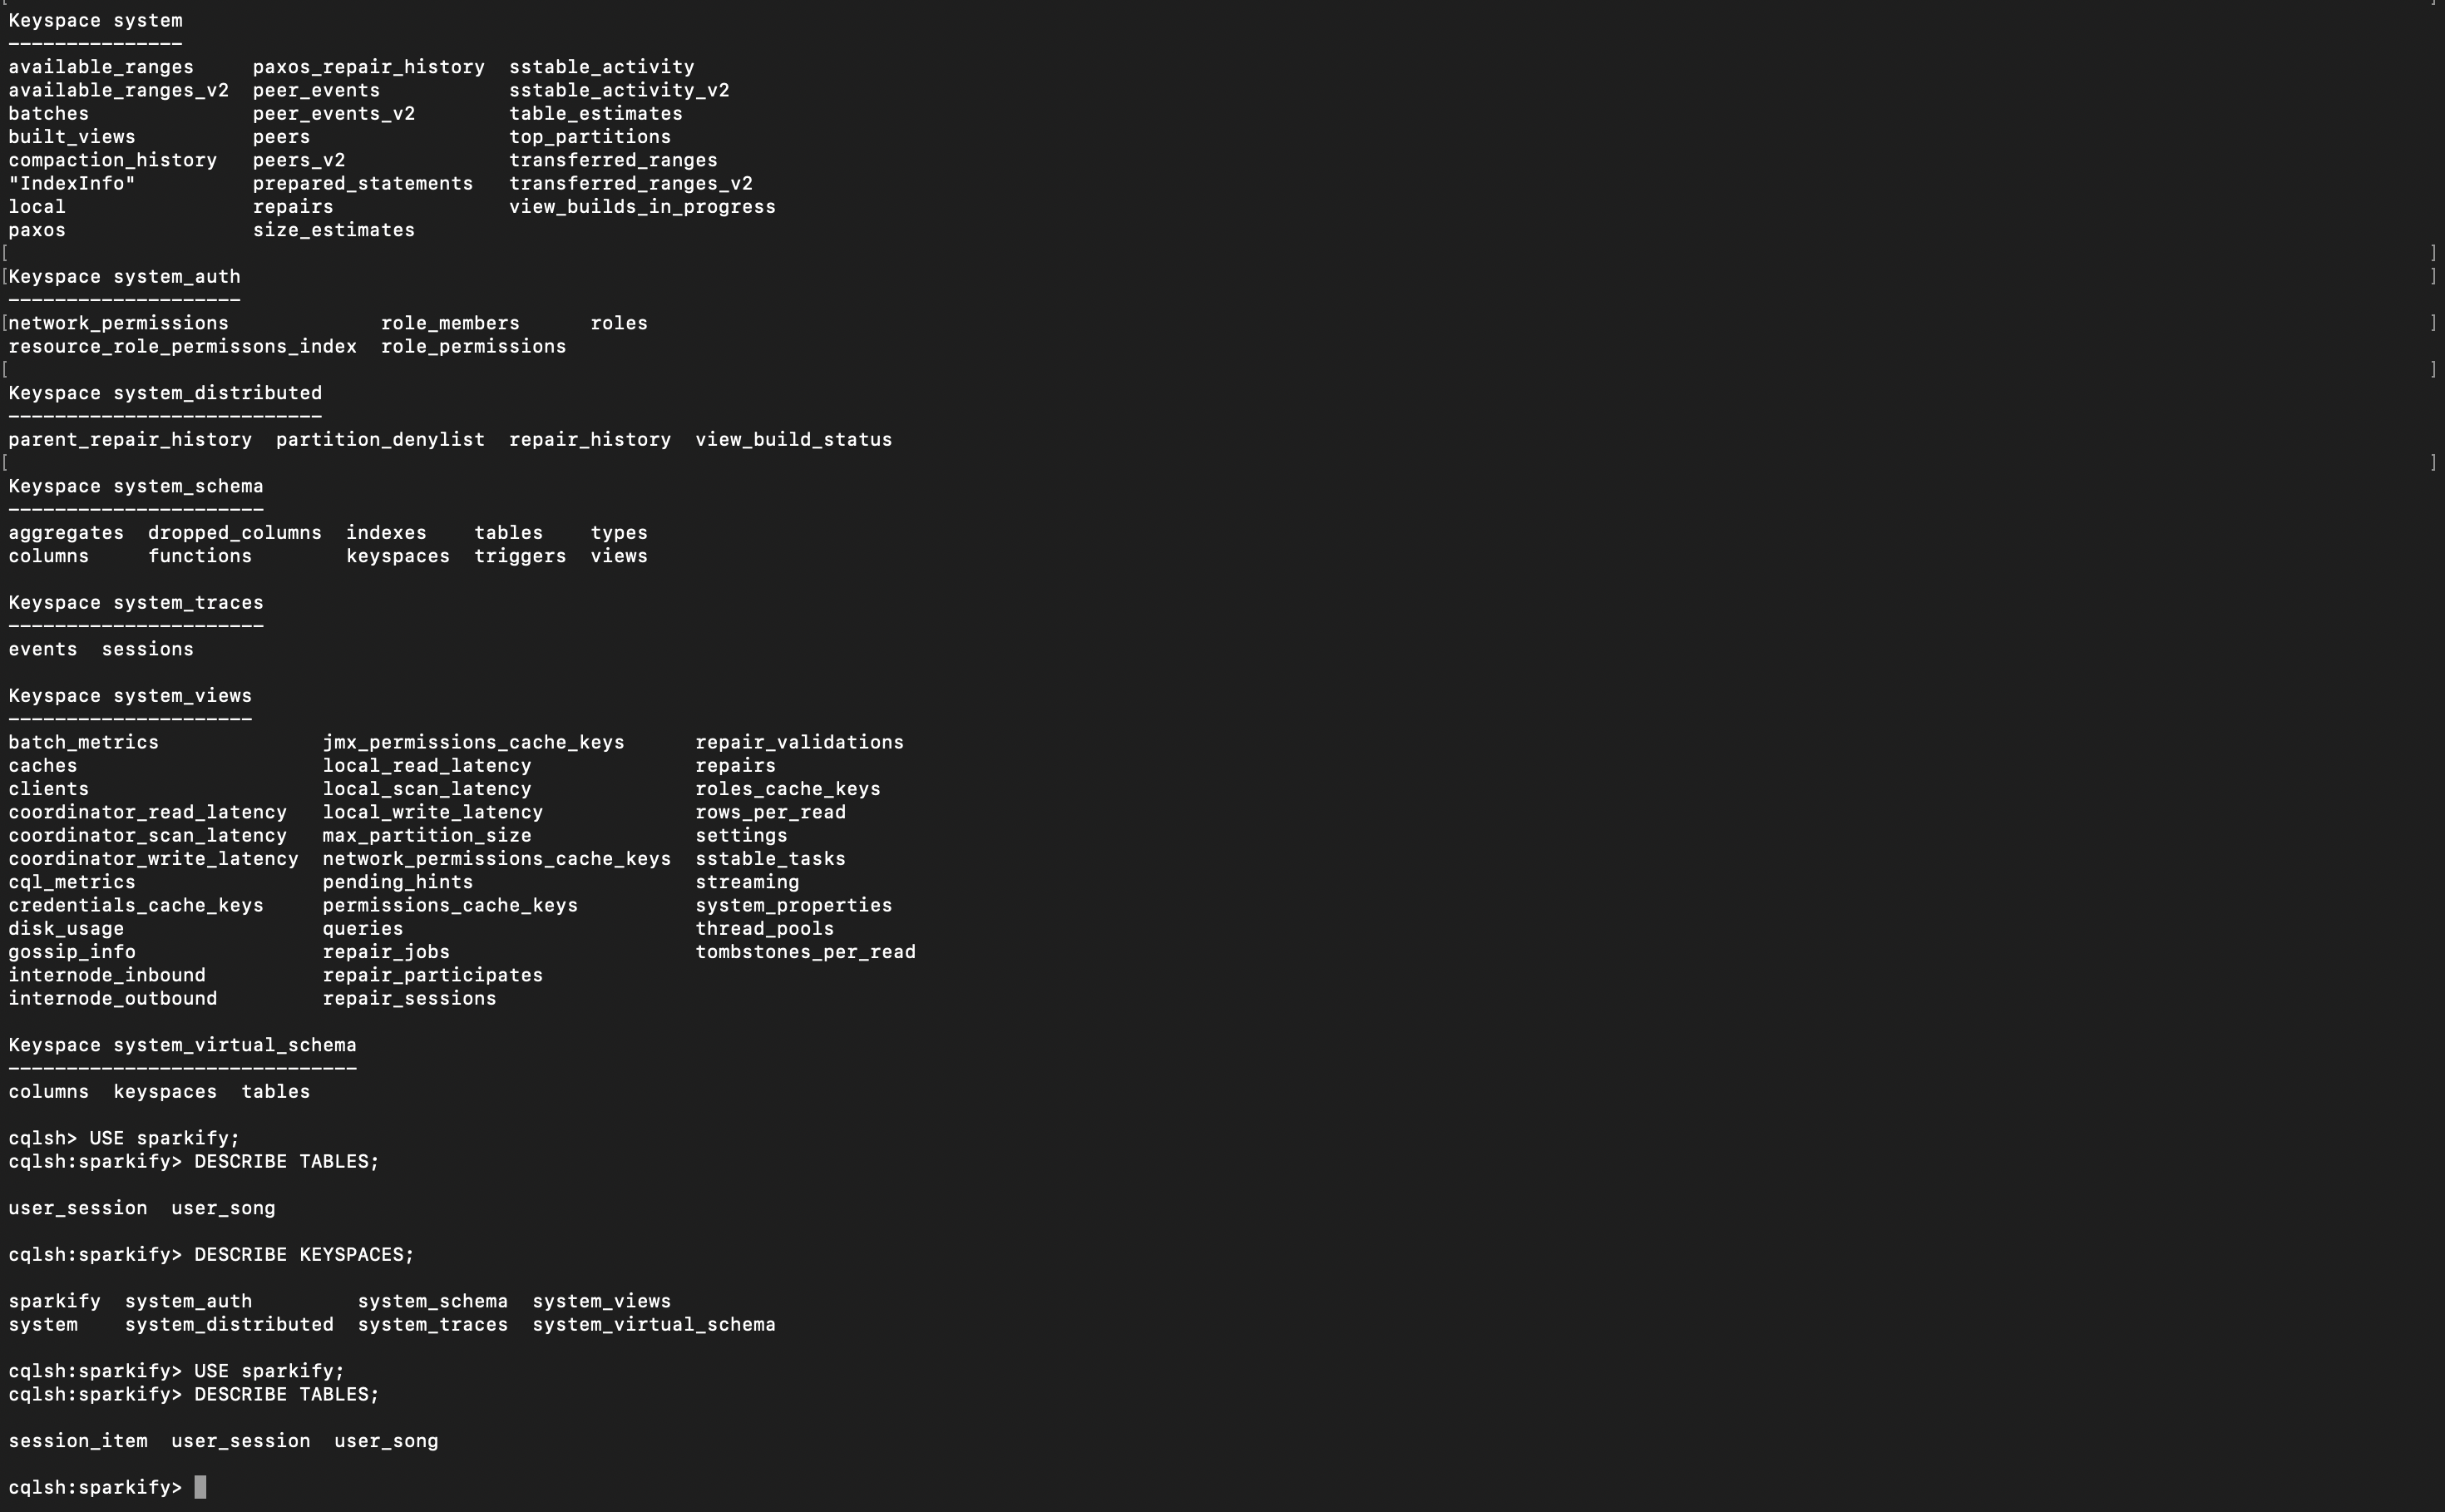 Keyspace system
---------------
available_ranges     paxos_repair_history  sstable_activity
available_ranges_v2  peer_events           sstable_activity_v2
batches              peer_events_v2        table_estimates
built_views          peers                 top_partitions
compaction_history   peers_v2              transferred_ranges
"IndexInfo"          prepared_statements   transferred_ranges_v2
local                repairs               view_builds_in_progress
paxos                size_estimates
[ ]
[Keyspace system_auth ]
--------------------
[network_permissions             role_members      roles ]
resource_role_permissons_index  role_permissions
[ ]
Keyspace system_distributed
---------------------------
parent_repair_history  partition_denylist  repair_history  view_build_status
[ ]
Keyspace system_schema
----------------------
aggregates  dropped_columns  indexes    tables    types
columns     functions        keyspaces  triggers  views

Keyspace system_traces
----------------------
events  sessions

Keyspace system_views
---------------------
batch_metrics              jmx_permissions_cache_keys      repair_validations
caches                     local_read_latency              repairs
clients                    local_scan_latency              roles_cache_keys
coordinator_read_latency   local_write_latency             rows_per_read
coordinator_scan_latency   max_partition_size              settings
coordinator_write_latency  network_permissions_cache_keys  sstable_tasks
cql_metrics                pending_hints                   streaming
credentials_cache_keys     permissions_cache_keys          system_properties
disk_usage                 queries                         thread_pools
gossip_info                repair_jobs                     tombstones_per_read
internode_inbound          repair_participates
internode_outbound         repair_sessions

Keyspace system_virtual_schema
------------------------------
columns  keyspaces  tables

cqlsh> USE sparkify;
cqlsh:sparkify> DESCRIBE TABLES;

user_session  user_song

cqlsh:sparkify> DESCRIBE KEYSPACES;

sparkify  system_auth         system_schema  system_views
system    system_distributed  system_traces  system_virtual_schema

cqlsh:sparkify> USE sparkify;
cqlsh:sparkify> DESCRIBE TABLES;

session_item  user_session  user_song

cqlsh:sparkify>